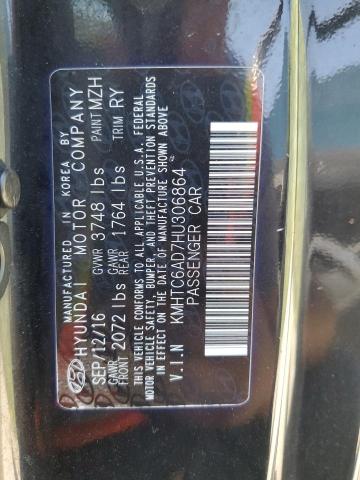 MANUFACTURED IN KOREA BY
HYUNDAI MOTOR COMPANY
SEP/12/16 GVWR 3748 lbs PAINT MZH
GAWR FRONT 2072 lbs GAWR REAR 1764 lbs TRIM RY
THIS VEHICLE CONFORMS TO ALL APPLICABLE U.S.A. FEDERAL
MOTOR VEHICLE SAFETY, BUMPER, AND THEFT PREVENTION STANDARDS
IN EFFECT ON THE DATE OF MANUFACTURE SHOWN ABOVE.
V.I.N KMHTC6AD7HU306864
PASSENGER CAR